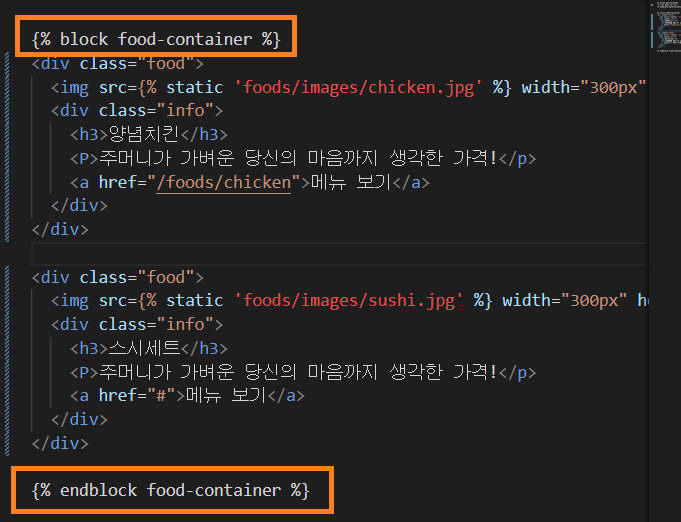 {% block food-container %}
<div class="food">
<img src={% static 'foods/images/chicken.jpg' %} width="300px"
<div class="info">
<h3>양념치킨</h3>
<P>주머니가 가벼운 당신의 마음까지 생각한 가격!</p>
<a href="/foods/chicken">메뉴 보기</a>
</div>
</div>
<div class="food">
<img src={% static 'foods/images/sushi.jpg' %} width="300px" he
<div class="info">
<h3>스시세트</h3>
<P>주머니가 가벼운 당신의 마음까지 생각한 가격!</p>
<a href="#">메뉴 보기</a>
</div>
</div>
{% endblock food-container %}